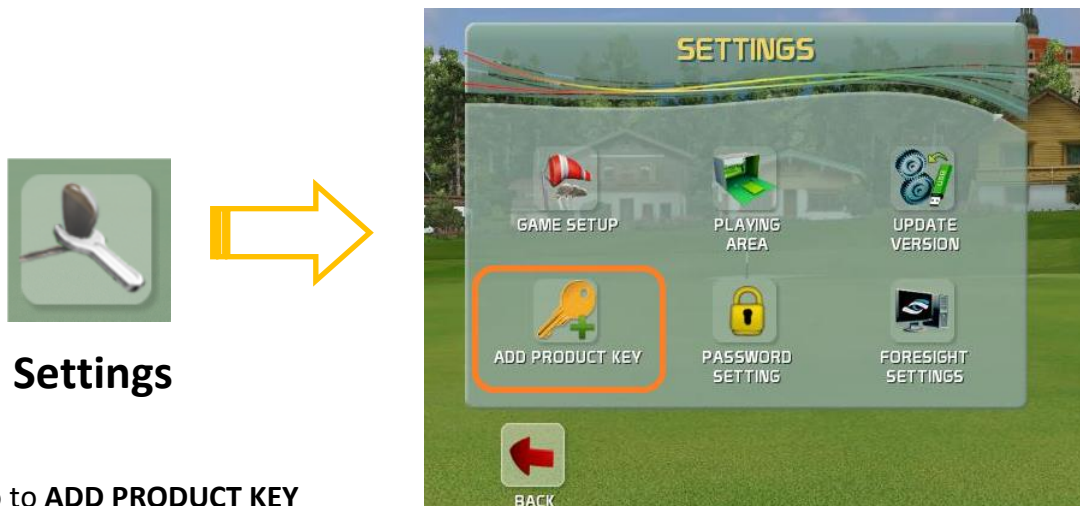 SETTINGS
GAME SETUP
PLAYING
AREA
UPDATE
VERSION
USB
ADD PRODUCT KEY
PASSWORD
SETTING
FORESIGHT
SETTINGS
BACK
Settings
to ADD PRODUCT KEY